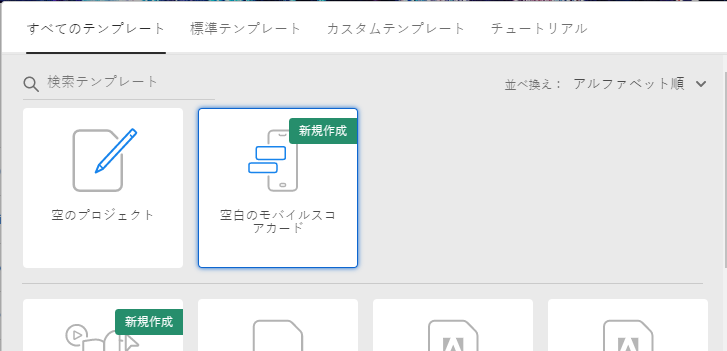 すべてのテンプレート 標準テンプレート カスタムテンプレート チュートリアル
検索テンプレート 並べ換え： アルファベット順
新規作成
空のプロジェクト
空白のモバイルスコ
アカード
新規作成